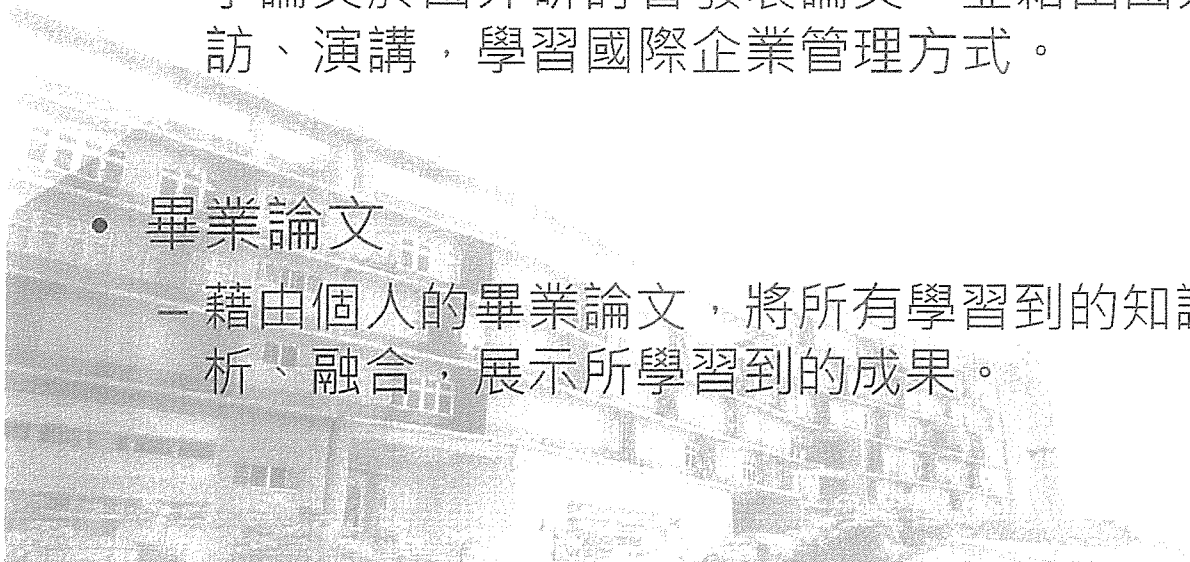 訪、演講，學習國際企業管理方式。
• 畢業論文
– 藉由個人的畢業論文，將所有學習到的知
析、融合，展示所學習到的成果。